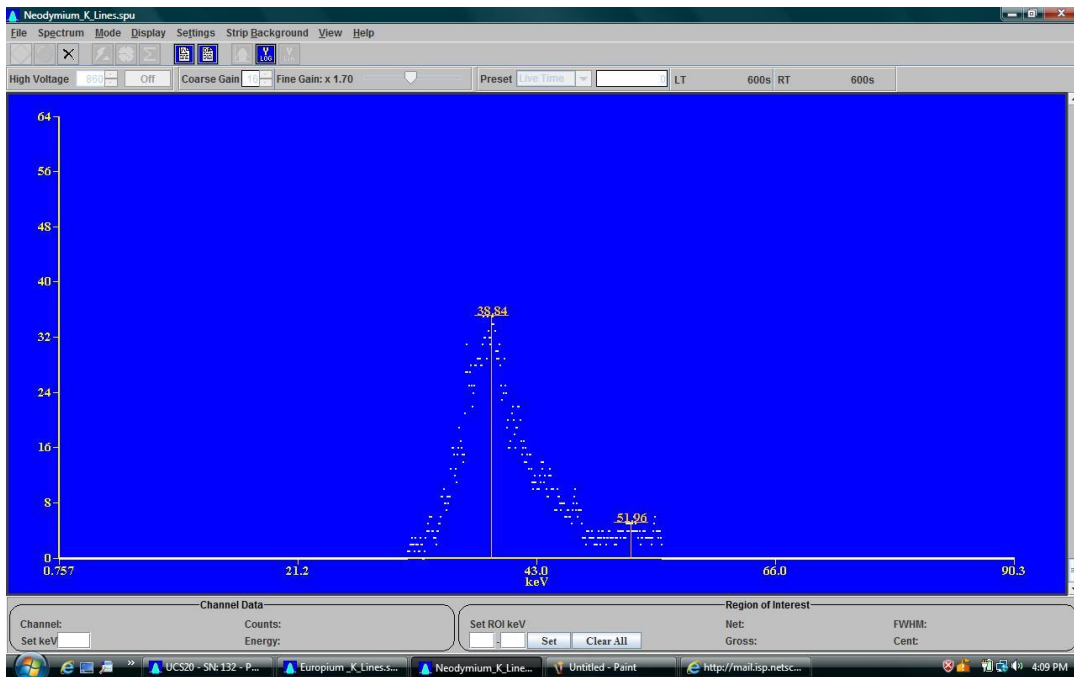 Neodymium_K_Lines.spu
File Spectrum Mode Display Settings Strip Background View Help
LOG
High Voltage 860 Off Coarse Gain 16 Fine Gain: x 1.70 Preset Live Time 0 LT 600s RT 600s
64
56
48
40
38.84
32
24
16
8
51.96
0
0.757 21.2 43.0 66.0 90.3
keV
Channel Data Region of Interest
Channel: Counts: Set ROI keV Net: FWHM:
Set keV Energy: - Set Clear All Gross: Cent:
UCS20 - SN: 132 - P... Europium _K_Lines.s... Neodymium_K_Line... Untitled - Paint http://mail.isp.netsc... 4:09 PM